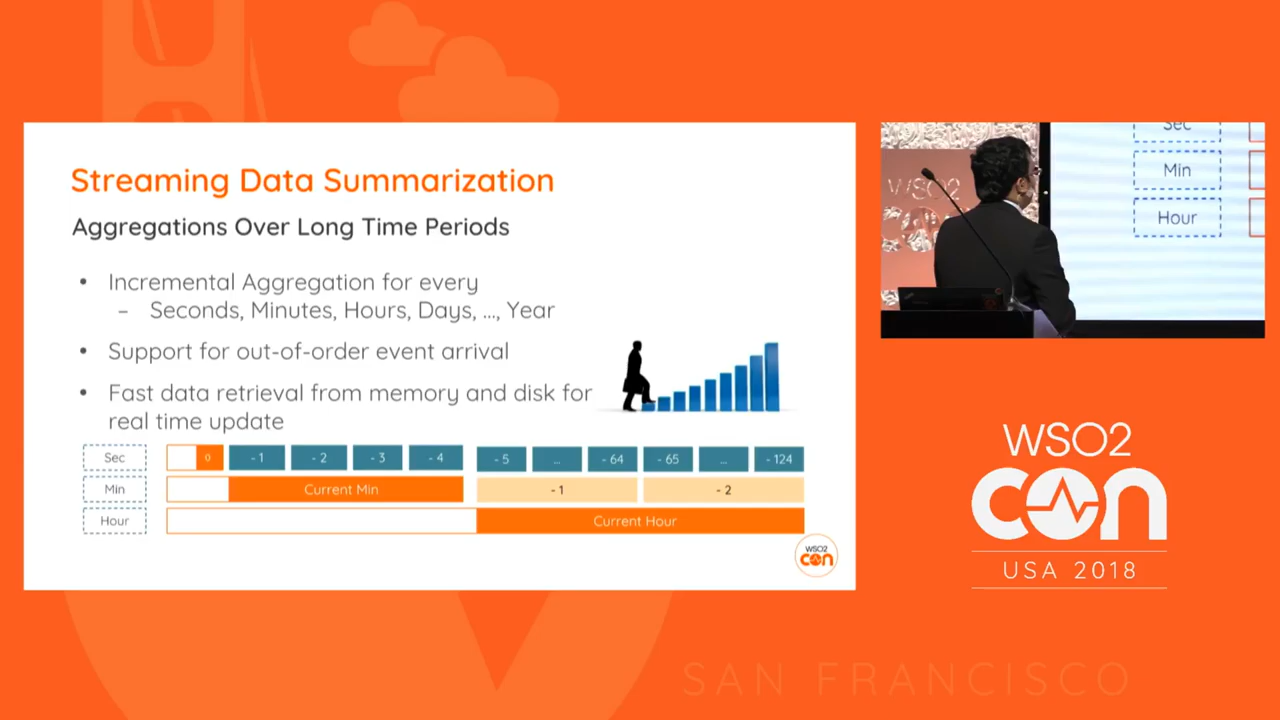 Streaming Data Summarization
Aggregations Over Long Time Periods
• Incremental Aggregation for every
– Seconds, Minutes, Hours, Days, ..., Year
• Support for out-of-order event arrival
• Fast data retrieval from memory and disk for
real time update
Sec 0 - 1 - 2 - 3 - 4 - 5 ... - 64 - 65 ... - 124
Min Current Min - 1 - 2
Hour Current Hour
WSO2
CON
Sec
Min
Hour
WSO2
WSO2
CON
USA 2018
SAN FRANCISCO